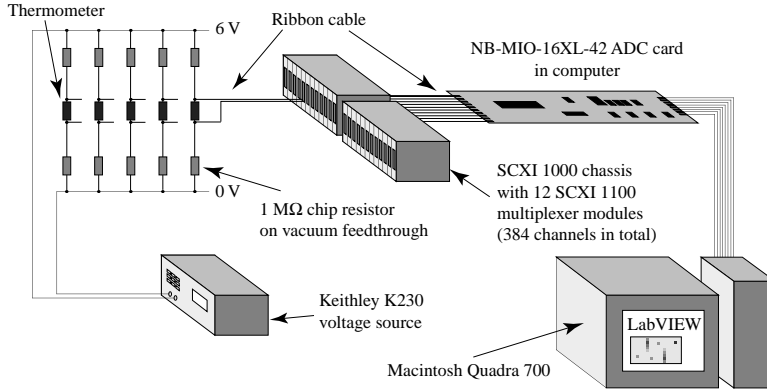 Thermometer
6 V
Ribbon cable
NB-MIO-16XL-42 ADC card
in computer
0 V
1 MΩ chip resistor
on vacuum feedthrough
SCXI 1000 chassis
with 12 SCXI 1100
multiplexer modules
(384 channels in total)
Keithley K230
voltage source
LabVIEW
Macintosh Quadra 700